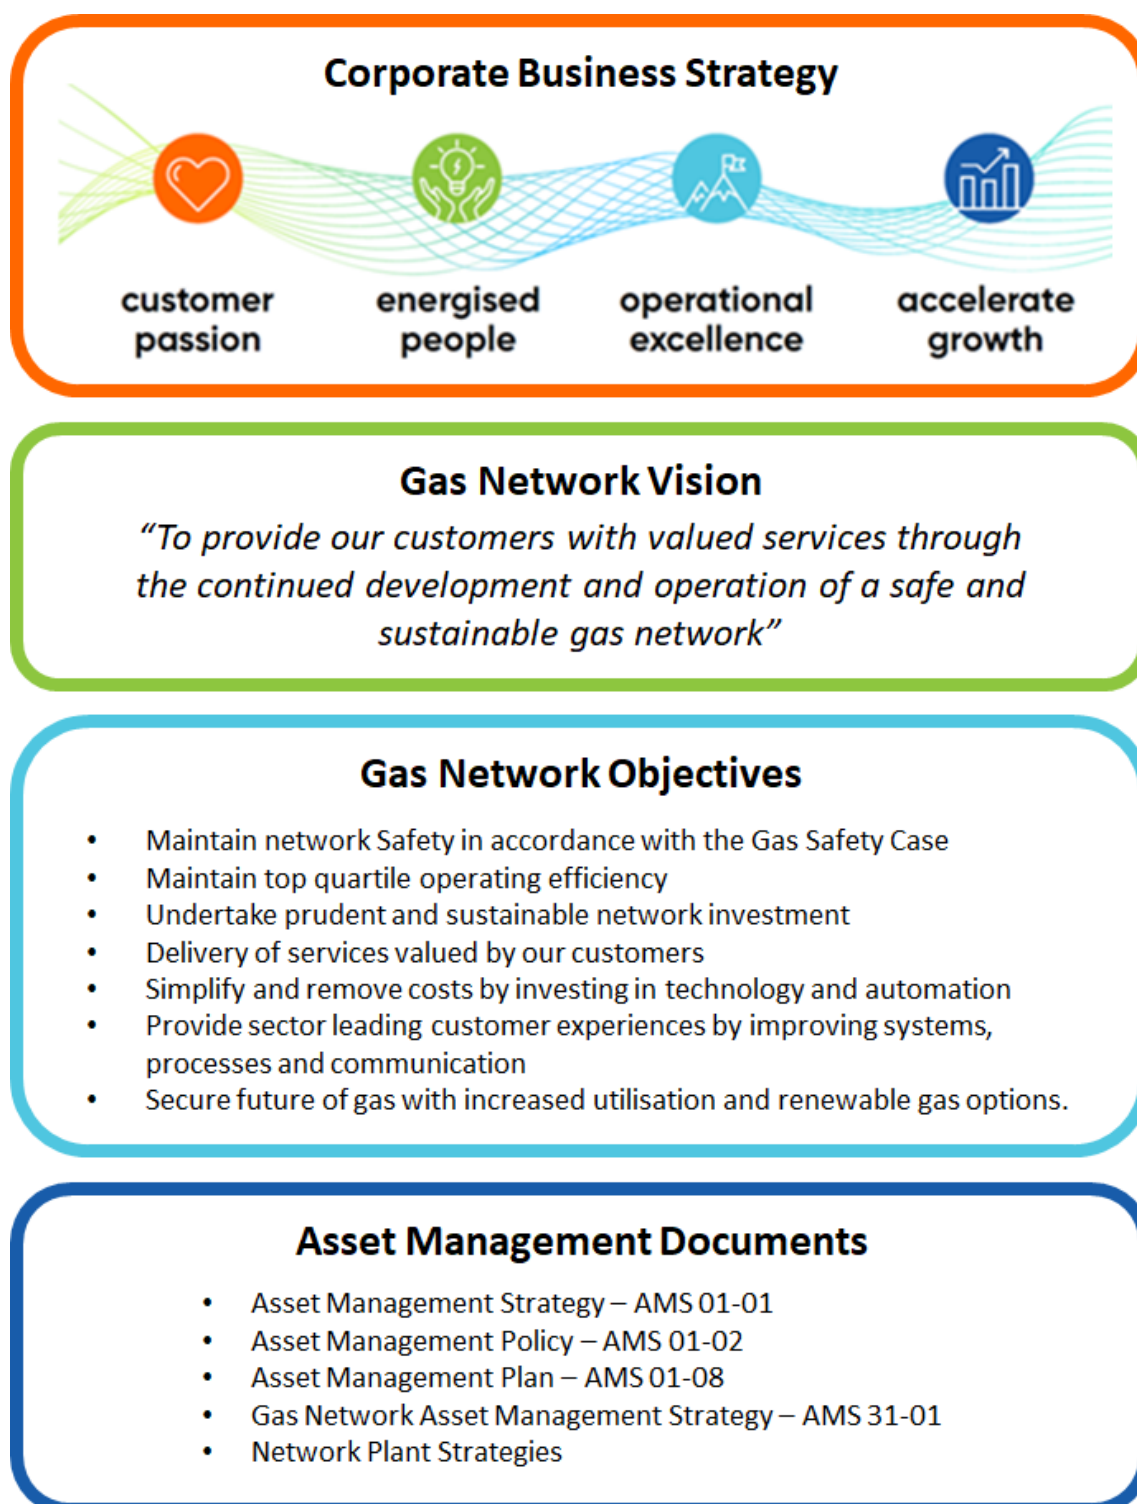 Corporate Business Strategy
customer passion
energised people
operational excellence
accelerate growth
Gas Network Vision
“To provide our customers with valued services through
the continued development and operation of a safe and
sustainable gas network”
Gas Network Objectives
• Maintain network Safety in accordance with the Gas Safety Case
• Maintain top quartile operating efficiency
• Undertake prudent and sustainable network investment
• Delivery of services valued by our customers
• Simplify and remove costs by investing in technology and automation
• Provide sector leading customer experiences by improving systems,
processes and communication
• Secure future of gas with increased utilisation and renewable gas options.
Asset Management Documents
• Asset Management Strategy – AMS 01-01
• Asset Management Policy – AMS 01-02
• Asset Management Plan – AMS 01-08
• Gas Network Asset Management Strategy – AMS 31-01
• Network Plant Strategies